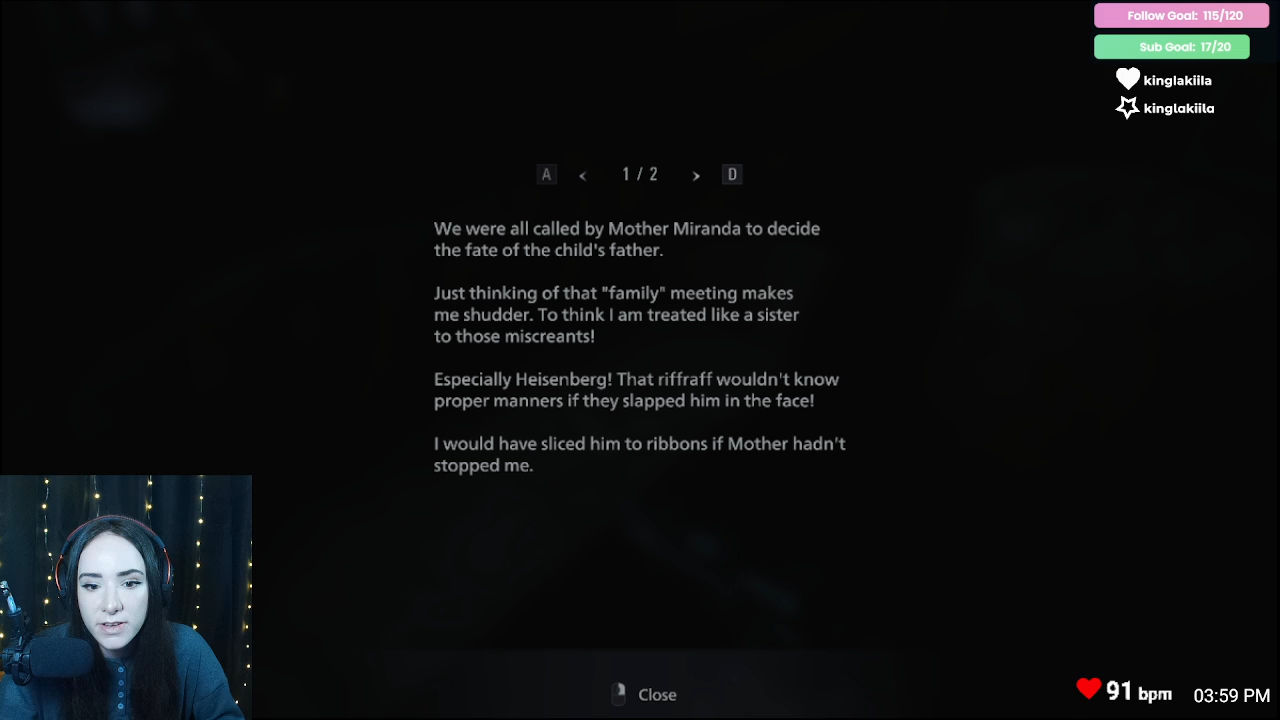 Follow Goal: 115/120
Sub Goal: 17/20
kinglakiila
kinglakiila
A < 1 / 2 > D
We were all called by Mother Miranda to decide
the fate of the child's father.
Just thinking of that "family" meeting makes
me shudder. To think I am treated like a sister
to those miscreants!
Especially Heisenberg! That riffraff wouldn't know
proper manners if they slapped him in the face!
I would have sliced him to ribbons if Mother hadn't
stopped me.
Close
91 bpm
03:59 PM